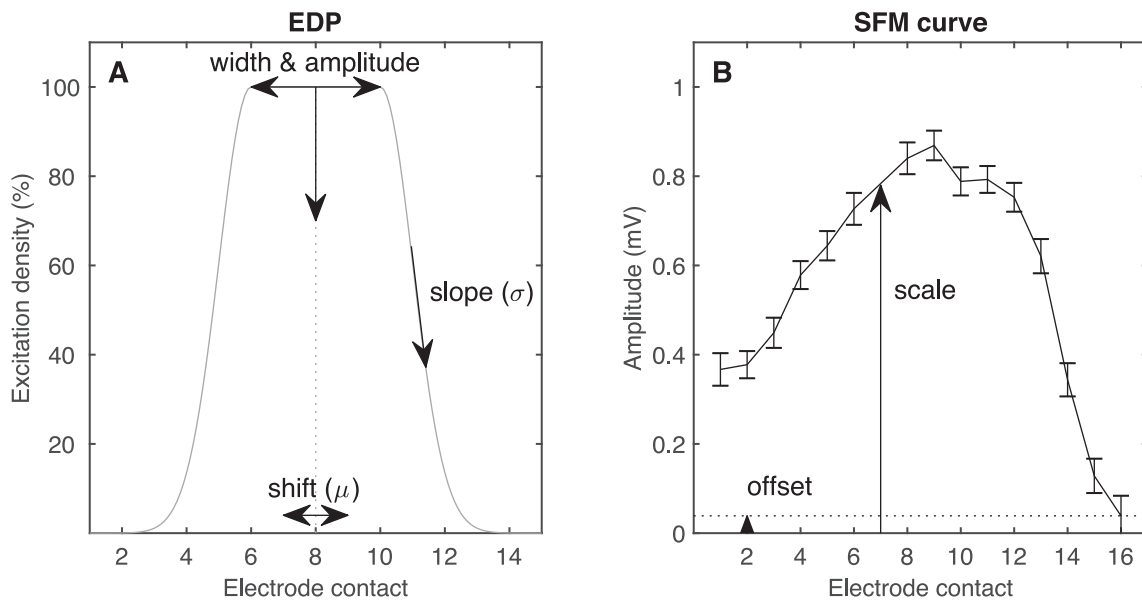 EDP
A
width & amplitude
100
80
60
40
20
Excitation density (%)
slope (σ)
shift (μ)
2 4 6 8 10 12 14
Electrode contact
SFM curve
B
1
0.8
0.6
0.4
0.2
0
Amplitude (mV)
scale
offset
2 4 6 8 10 12 14 16
Electrode contact